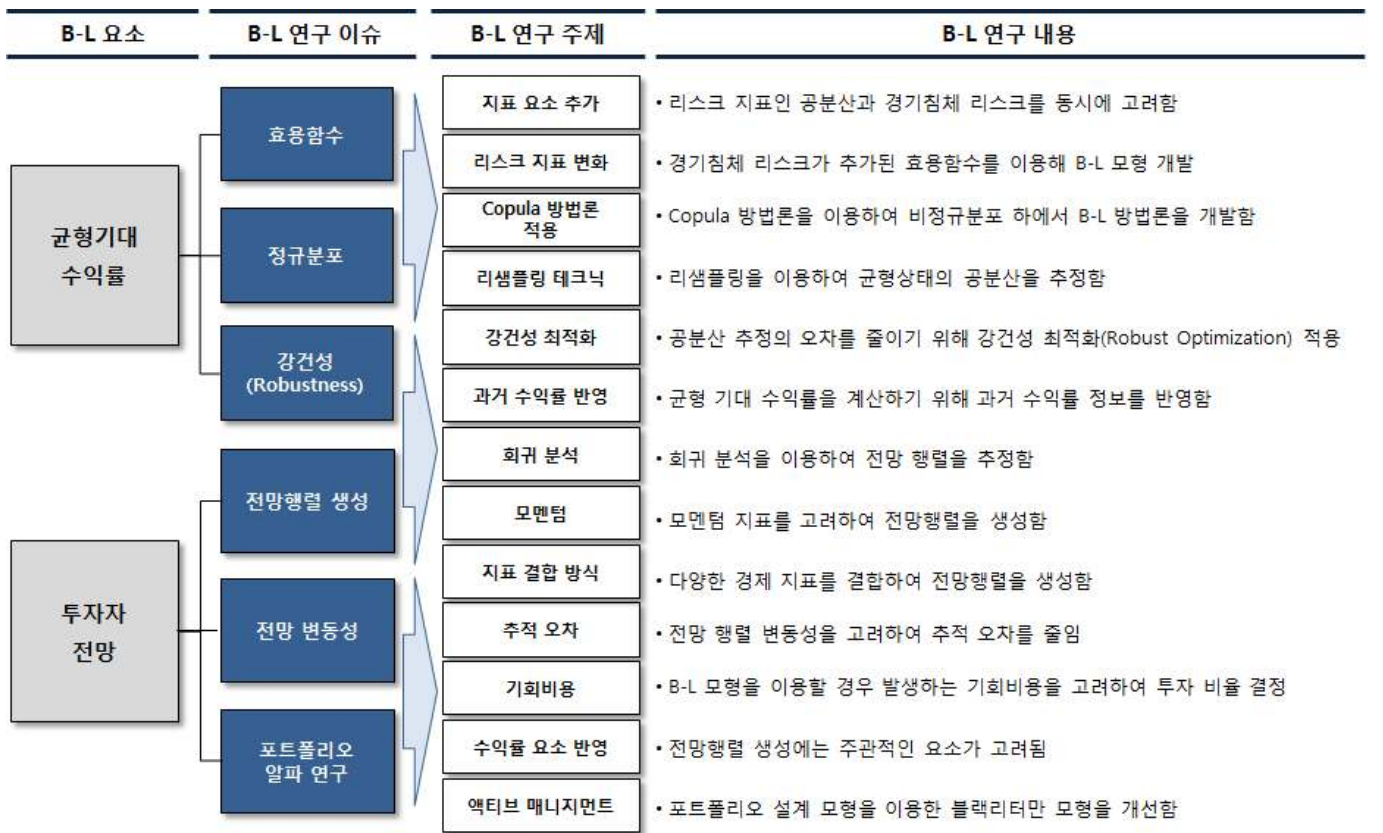 B-L 요소
B-L 연구 이슈
B-L 연구 주제
B-L 연구 내용
균형기대
수익률
투자자
전망
효용함수
정규분포
강건성
(Robustness)
전망행렬 생성
전망 변동성
포트폴리오
알파 연구
지표 요소 추가
• 리스크 지표인 공분산과 경기침체 리스크를 동시에 고려함
리스크 지표 변화
• 경기침체 리스크가 추가된 효용함수를 이용해 B-L 모형 개발
Copula 방법론
적용
• Copula 방법론을 이용하여 비정규분포 하에서 B-L 방법론을 개발함
리샘플링 테크닉
• 리샘플링을 이용하여 균형상태의 공분산을 추정함
강건성 최적화
• 공분산 추정의 오차를 줄이기 위해 강건성 최적화(Robust Optimization) 적용
과거 수익률 반영
• 균형 기대 수익률을 계산하기 위해 과거 수익률 정보를 반영함
회귀 분석
• 회귀 분석을 이용하여 전망 행렬을 추정함
모멘텀
• 모멘텀 지표를 고려하여 전망행렬을 생성함
지표 결합 방식
• 다양한 경제 지표를 결합하여 전망행렬을 생성함
추적 오차
• 전망 행렬 변동성을 고려하여 추적 오차를 줄임
기회비용
• B-L 모형을 이용할 경우 발생하는 기회비용을 고려하여 투자 비율 결정
수익률 요소 반영
• 전망행렬 생성에는 주관적인 요소가 고려됨
액티브 매니지먼트
• 포트폴리오 설계 모형을 이용한 블랙리터만 모형을 개선함